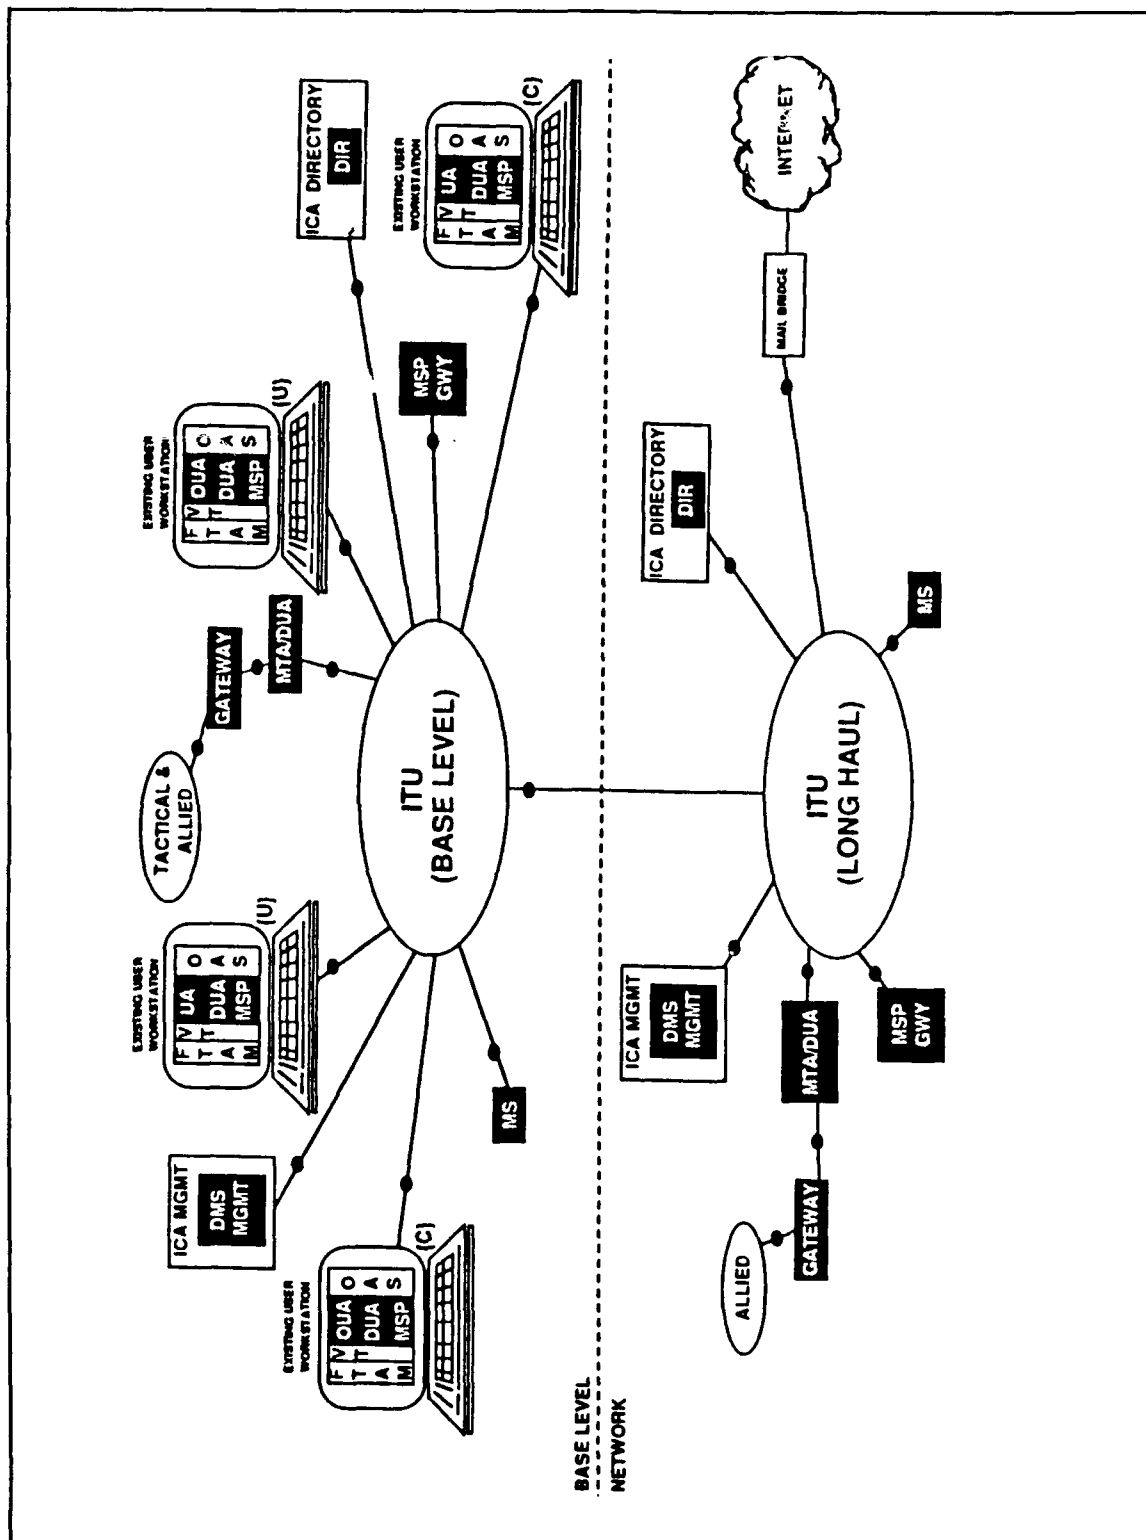 EXISTING USER
WORKSTATION
F V UA O
T T DUA A
A MSP S
M
(U)
EXISTING USER
WORKSTATION
F V OUA O
T T DUA A
A MSP S
M
(U)
TACTICAL &
ALLIED
GATEWAY
MTA/DUA
ICA MGMT
DMS
MGMT
EXISTING USER
WORKSTATION
F V OUA O
T T DUA A
A MSP S
M
(C)
ICA DIRECTORY
DIR
EXISTING USER
WORKSTATION
F V UA O
T T DUA A
A MSP S
M
(C)
MSP
GWY
ITU
(BASE LEVEL)
MS
BASE LEVEL
NETWORK
ICA MGMT
DMS
MGMT
ICA DIRECTORY
DIR
ALLIED
GATEWAY
MTA/DUA
ITU
(LONG HAUL)
MAIL BRIDGE
INTERNET
MSP
GWY
MS